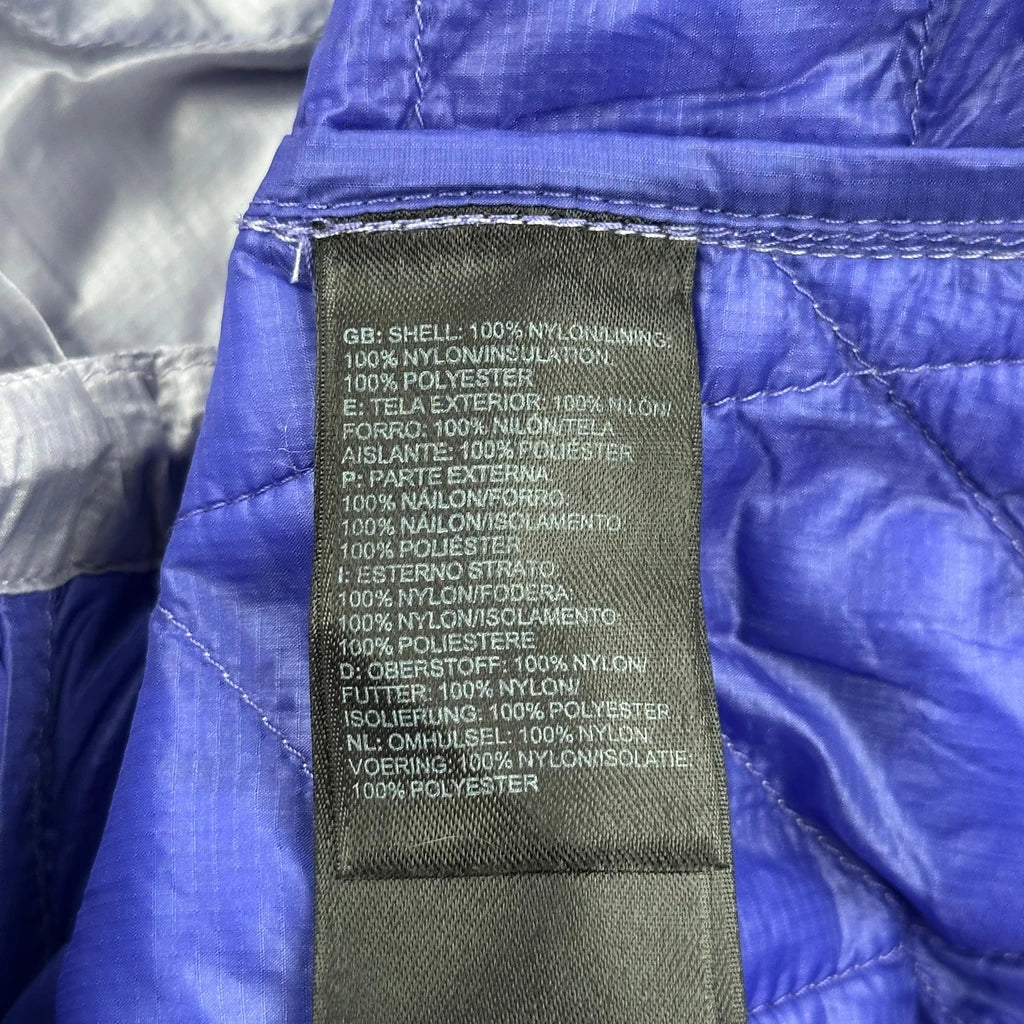 GB: SHELL: 100% NYLON/LINING:
100% NYLON/INSULATION:
100% POLYESTER
E: TELA EXTERIOR: 100% NILÓN/
FORRO: 100% NILÓN/TELA
AISLANTE: 100% POLIÉSTER
P: PARTE EXTERNA:
100% NÁILON/FORRO:
100% NÁILON/ISOLAMENTO:
100% POLIÉSTER
I: ESTERNO STRATO:
100% NYLON/FODERA:
100% NYLON/ISOLAMENTO:
100% POLIESTERE
D: OBERSTOFF: 100% NYLON/
FUTTER: 100% NYLON/
ISOLIERUNG: 100% POLYESTER
NL: OMHULSEL: 100% NYLON/
VOERING: 100% NYLON/ISOLATIE:
100% POLYESTER